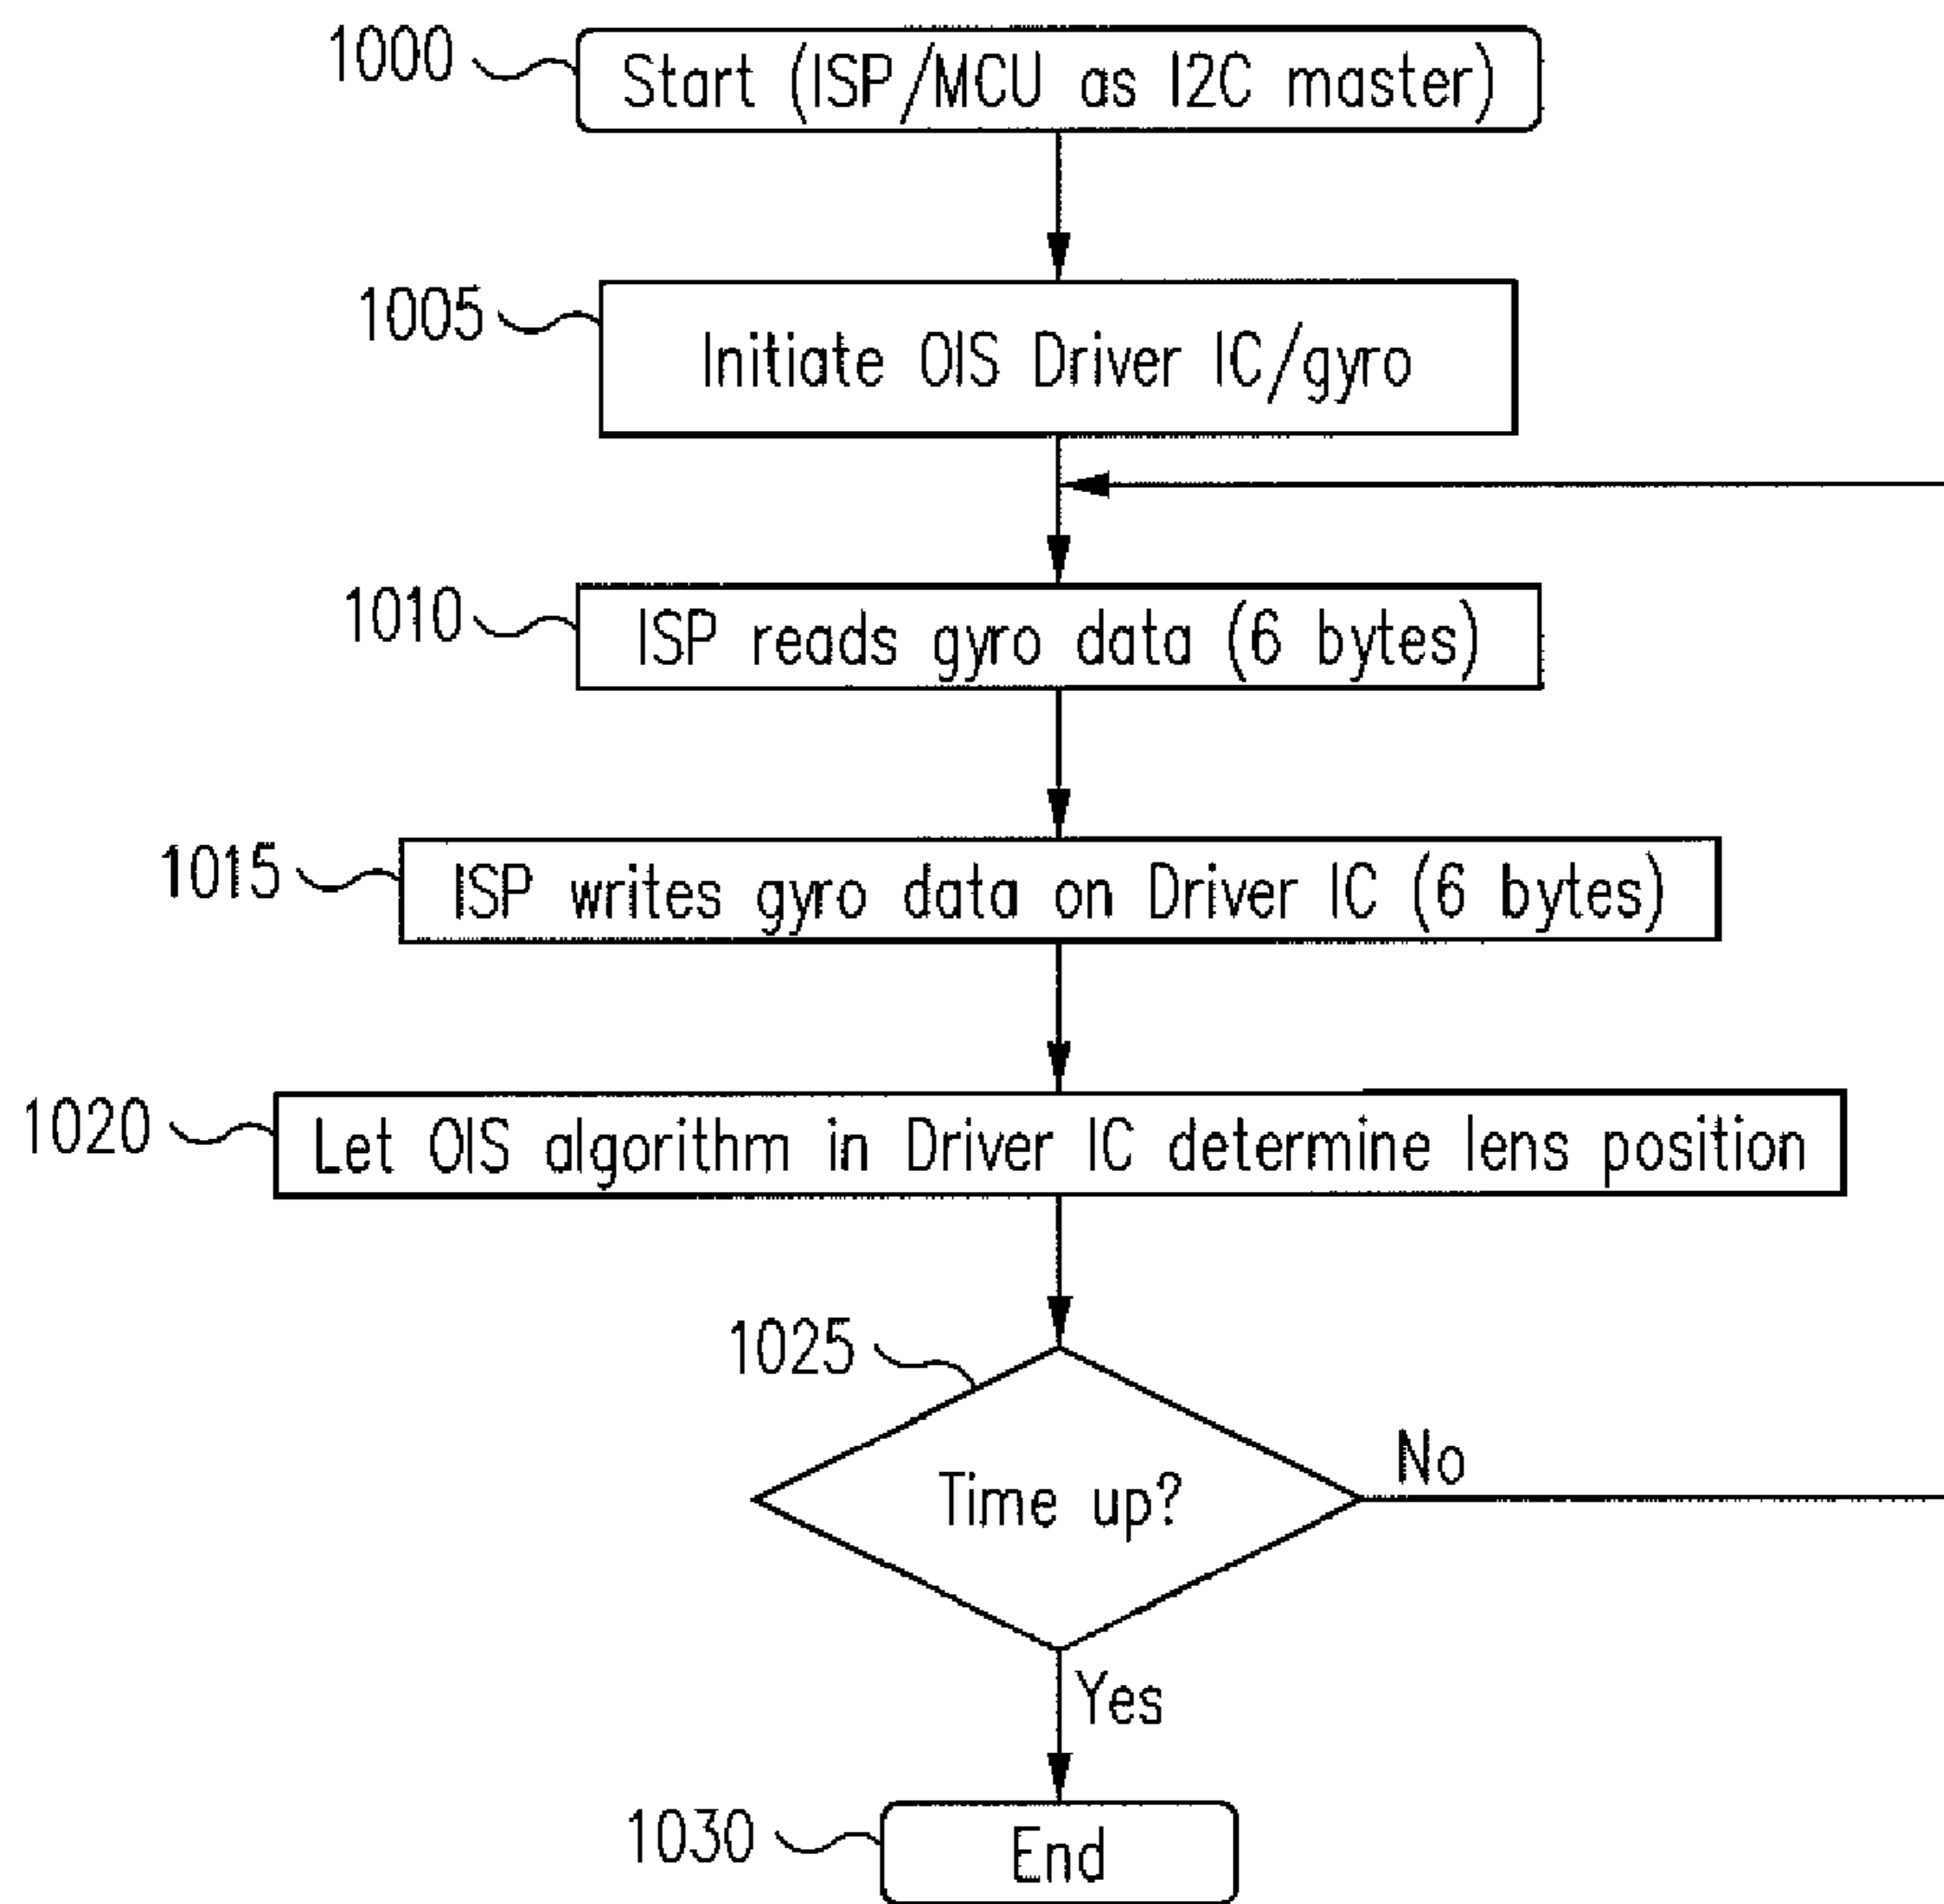 1000 Start (ISP/MCU as I2C master)
1005 Initiate OIS Driver IC/gyro
1010 ISP reads gyro data (6 bytes)
1015 ISP writes gyro data on Driver IC (6 bytes)
1020 Let OIS algorithm in Driver IC determine lens position
1025
Time up?
No
Yes
1030 End